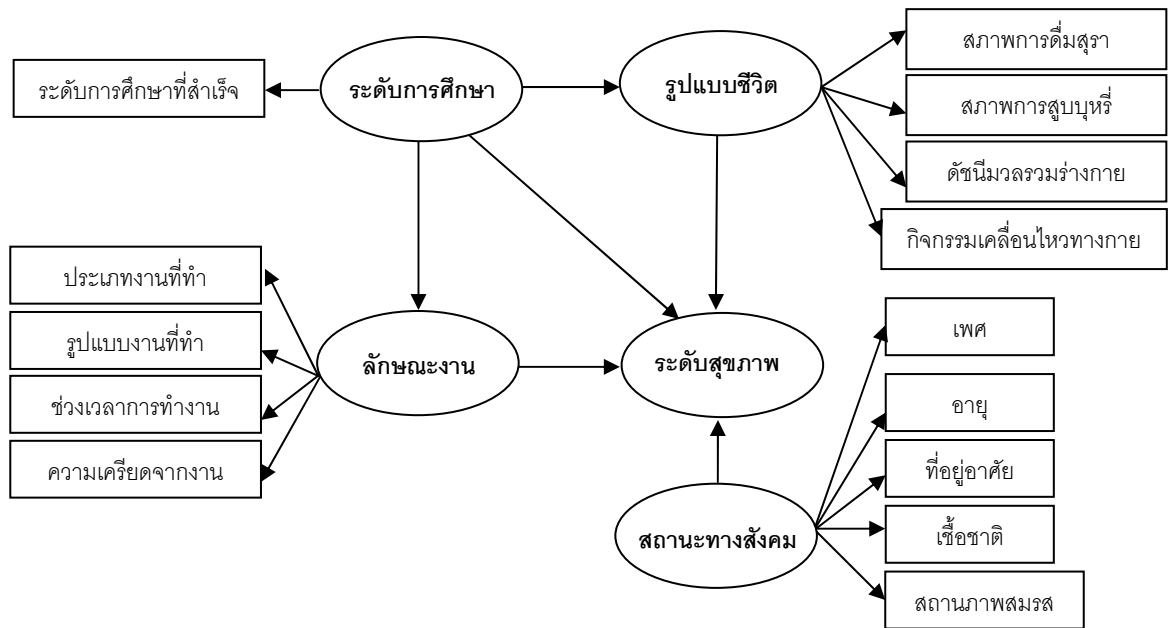 สภาพการดื่มสุรา
ระดับการศึกษาที่สำเร็จ
ระดับการศึกษา
รูปแบบชีวิต
สภาพการสูบบุหรี่
ดัชนีมวลรวมร่างกาย
กิจกรรมเคลื่อนไหวทางกาย
ประเภทงานที่ทำ
รูปแบบงานที่ทำ
ช่วงเวลาการทำงาน
ความเครียดจากงาน
ลักษณะงาน
ระดับสุขภาพ
เพศ
อายุ
ที่อยู่อาศัย
เชื้อชาติ
สถานภาพสมรส
สถานะทางสังคม